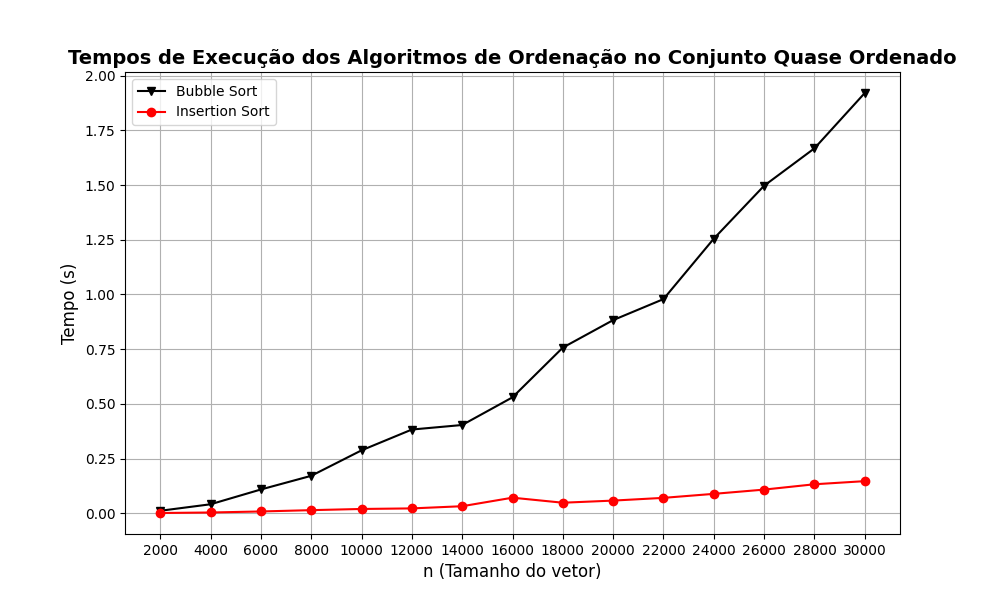 Tempos de Execução dos Algoritmos de Ordenação no Conjunto Quase Ordenado
Bubble Sort
Insertion Sort
2.00
1.75
1.50
1.25
1.00
0.75
0.50
0.25
0.00
Tempo (s)
2000 4000 6000 8000 10000 12000 14000 16000 18000 20000 22000 24000 26000 28000 30000
n (Tamanho do vetor)